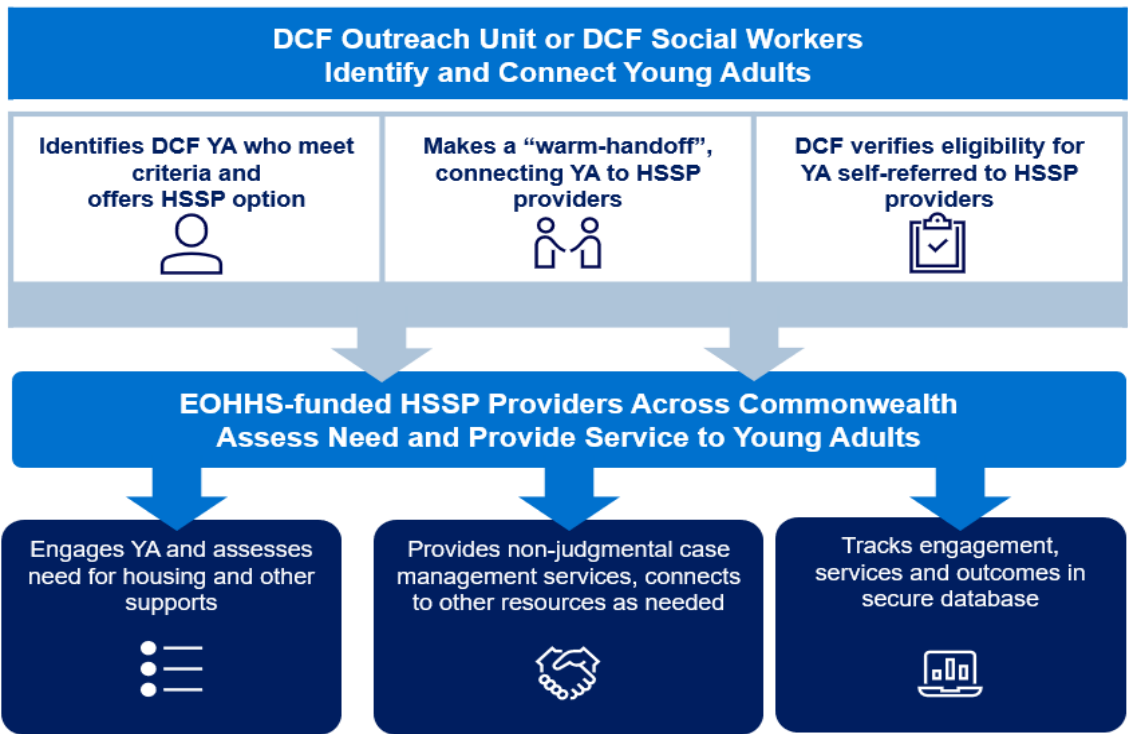 DCF Outreach Unit or DCF Social Workers
Identify and Connect Young Adults
Identifies DCF YA who meet
criteria and
offers HSSP option
Makes a “warm-handoff”,
connecting YA to HSSP
providers
DCF verifies eligibility for
YA self-referred to HSSP
providers
EOHHS-funded HSSP Providers Across Commonwealth
Assess Need and Provide Service to Young Adults
Engages YA and assesses
need for housing and other
supports
Provides non-judgmental case
management services, connects
to other resources as needed
Tracks engagement,
services and outcomes in
secure database